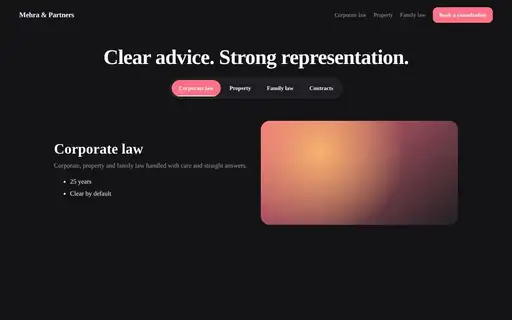 Mehra & Partners
Corporate law Property Family law Book a consultation
Clear advice. Strong representation.
Corporate law Property Family law Contracts
Corporate law
Corporate, property and family law handled with care and straight answers.
25 years
Clear by default